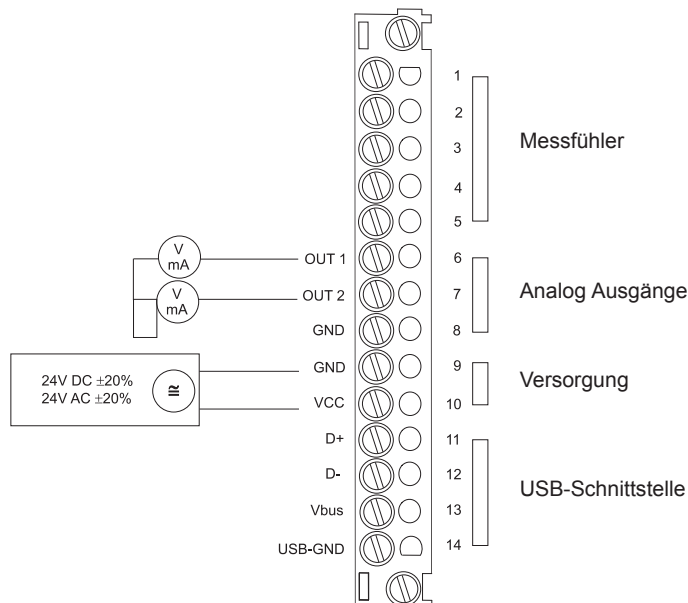 1
2
Messfühler
3
4
5
V
mA
OUT 1
6
V
mA
OUT 2
7
Analog Ausgänge
GND
8
24V DC ±20%
24V AC ±20%
≅
GND
9
Versorgung
VCC
10
D+
11
D-
12
USB-Schnittstelle
Vbus
13
USB-GND
14